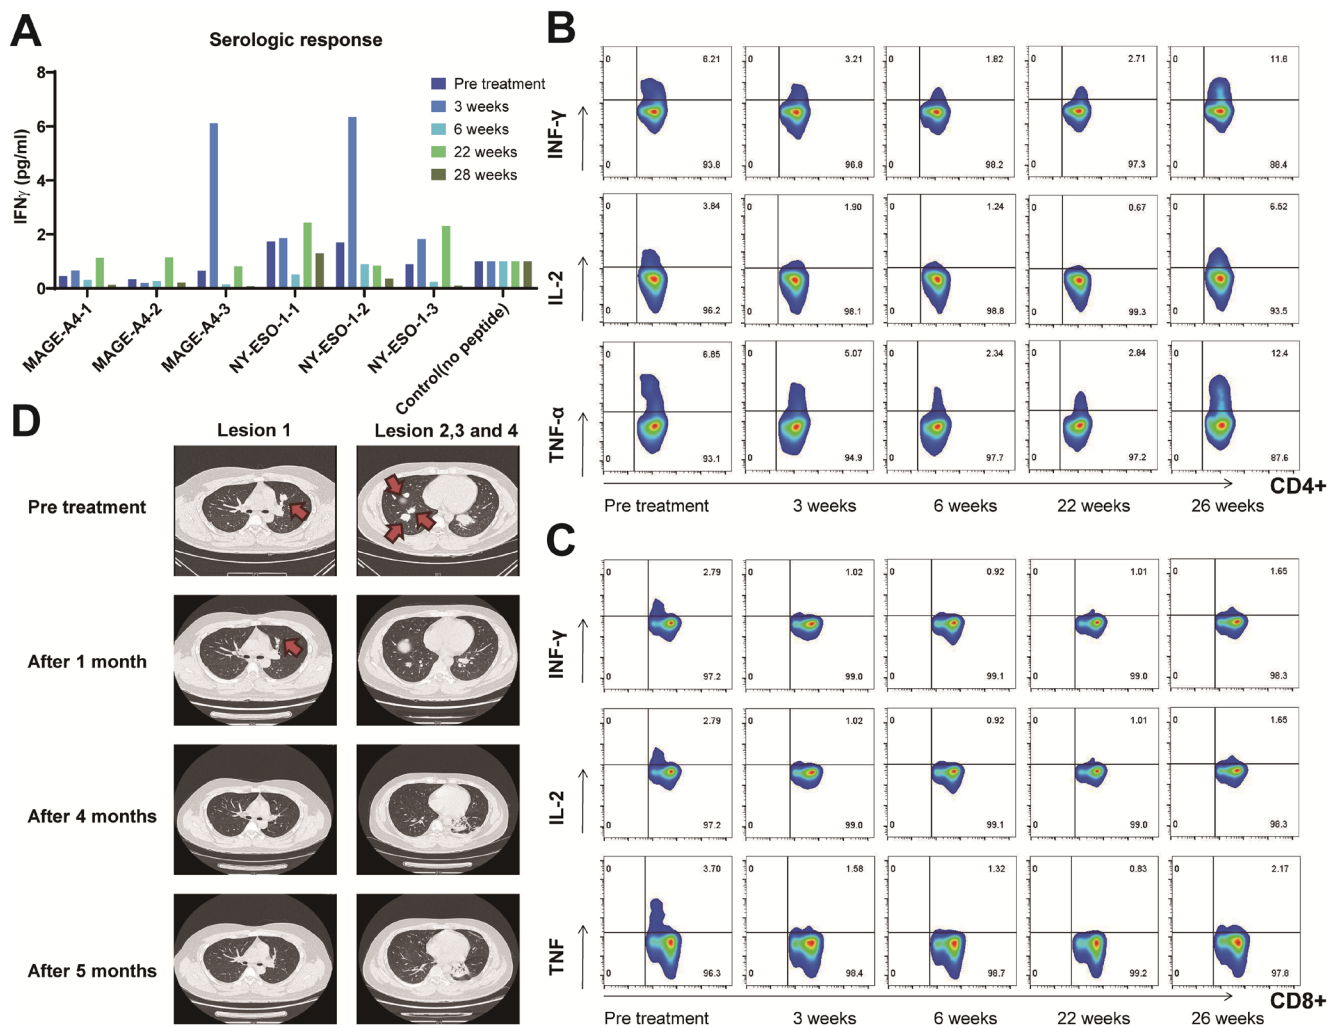 A
Serologic response
8
6
4
2
0
IFNγ (pg/ml)
Pre treatment
3 weeks
6 weeks
22 weeks
28 weeks
MAGE-A4-1
MAGE-A4-2
MAGE-A4-3
NY-ESO-1-1
NY-ESO-1-2
NY-ESO-1-3
Control(no peptide)
B
INF-γ
0 6.21
0 93.8
0 3.21
0 96.8
0 1.82
0 98.2
0 2.71
0 97.3
0 11.6
0 88.4
IL-2
0 3.84
0 96.2
0 1.90
0 98.1
0 1.24
0 98.8
0 0.67
0 99.3
0 6.52
0 93.5
TNF-α
0 6.85
0 93.1
0 5.07
0 94.9
0 2.34
0 97.7
0 2.84
0 97.2
0 12.4
0 87.6
CD4+
Pre treatment 3 weeks 6 weeks 22 weeks 26 weeks
C
INF-γ
0 2.79
0 97.2
0 1.02
0 99.0
0 0.92
0 99.1
0 1.01
0 99.0
0 1.65
0 98.3
IL-2
0 2.79
0 97.2
0 1.02
0 99.0
0 0.92
0 99.1
0 1.01
0 99.0
0 1.65
0 98.3
TNF
0 3.70
0 96.3
0 1.58
0 98.4
0 1.32
0 98.7
0 0.83
0 99.2
0 2.17
0 97.8
CD8+
Pre treatment 3 weeks 6 weeks 22 weeks 26 weeks
D
Lesion 1 Lesion 2,3 and 4
Pre treatment
After 1 month
After 4 months
After 5 months